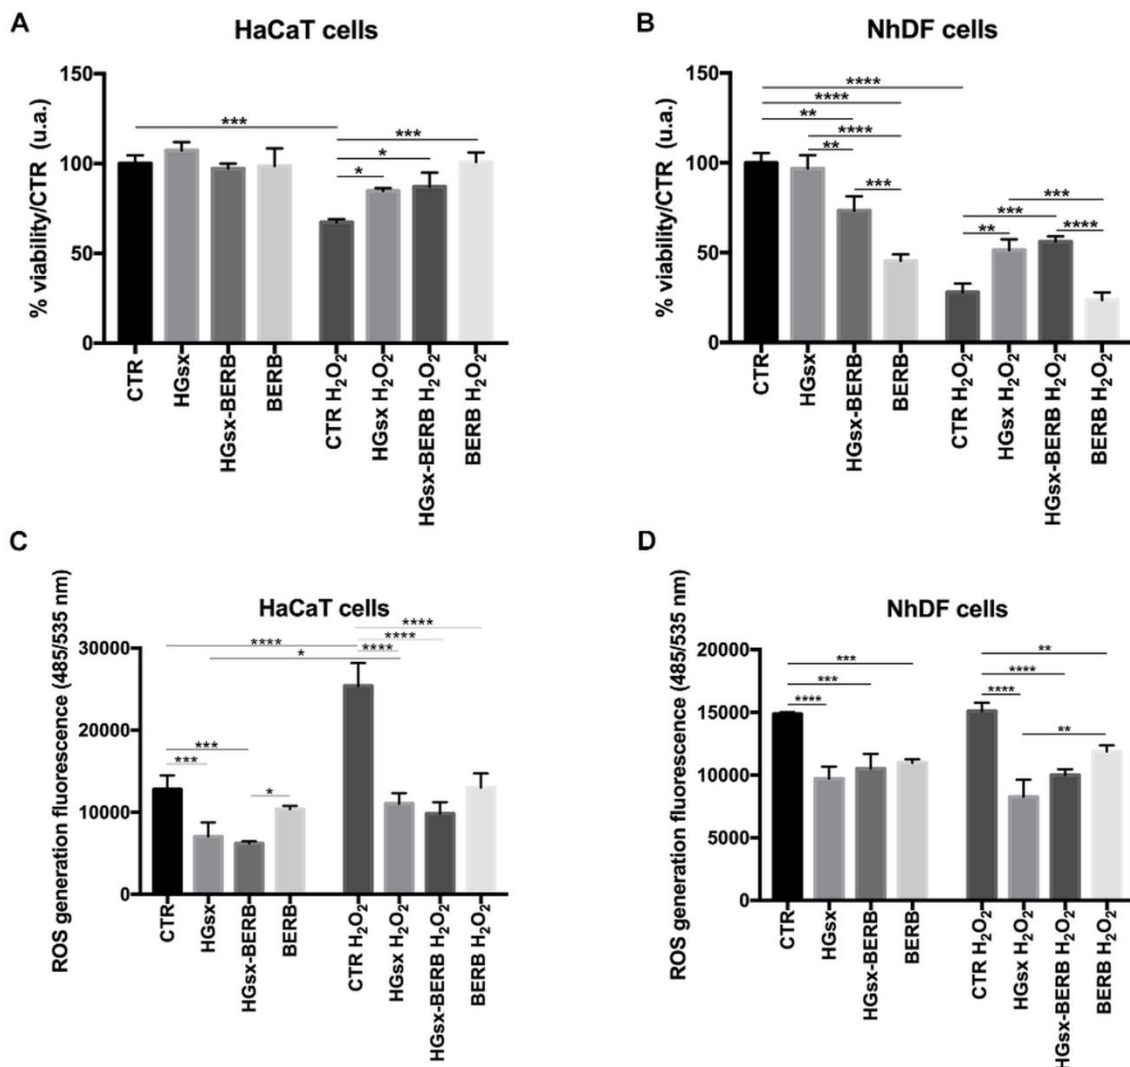 A
HaCaT cells
% viability/CTR (u.a.)
150
100
50
0
***
***
*
*
CTR
HGsx
HGsx-BERB
BERB
CTR H₂O₂
HGsx H₂O₂
HGsx-BERB H₂O₂
BERB H₂O₂
B
NhDF cells
% viability/CTR (u.a.)
150
100
50
0
****
****
**
****
**
***
***
***
**
****
CTR
HGsx
HGsx-BERB
BERB
CTR H₂O₂
HGsx H₂O₂
HGsx-BERB H₂O₂
BERB H₂O₂
C
HaCaT cells
ROS generation fluorescence (485/535 nm)
30000
20000
10000
0
****
****
****
****
*
***
***
*
CTR
HGsx
HGsx-BERB
BERB
CTR H₂O₂
HGsx H₂O₂
HGsx-BERB H₂O₂
BERB H₂O₂
D
NhDF cells
ROS generation fluorescence (485/535 nm)
20000
15000
10000
5000
0
***
***
****
**
****
****
**
CTR
HGsx
HGsx-BERB
BERB
CTR H₂O₂
HGsx H₂O₂
HGsx-BERB H₂O₂
BERB H₂O₂